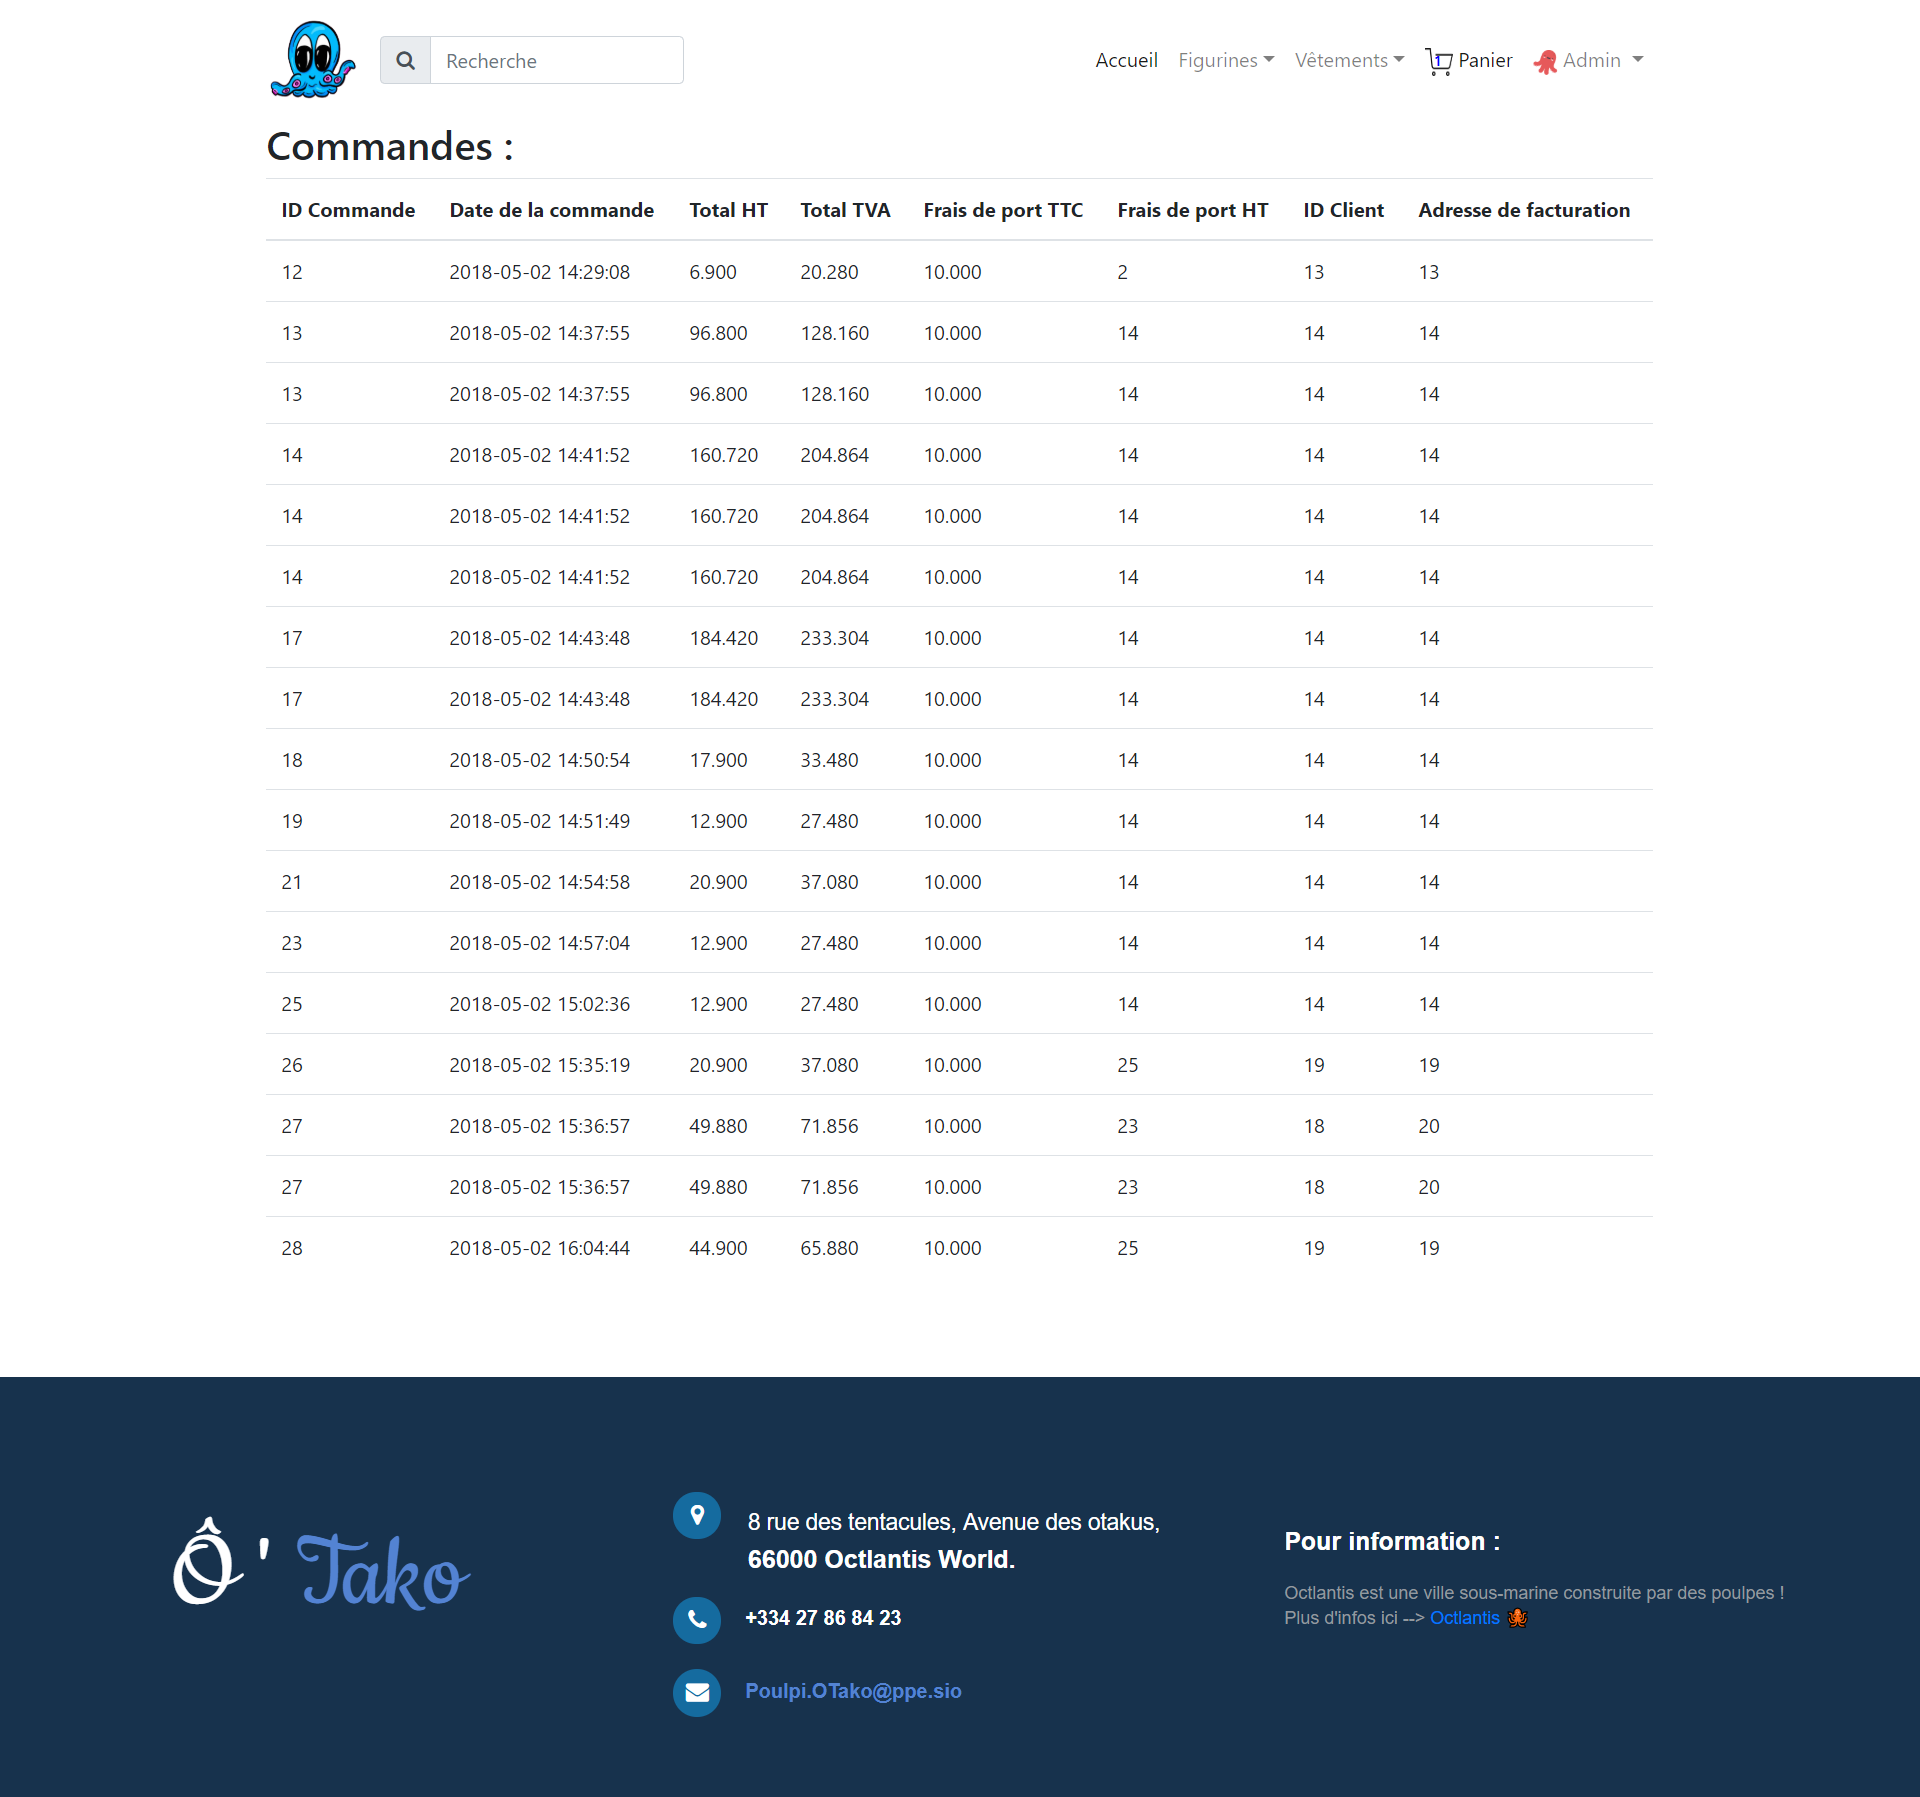 Recherche
Accueil Figurines Vêtements 1 Panier Admin
Commandes :
ID Commande Date de la commande Total HT Total TVA Frais de port TTC Frais de port HT ID Client Adresse de facturation
12 2018-05-02 14:29:08 6.900 20.280 10.000 2 13 13
13 2018-05-02 14:37:55 96.800 128.160 10.000 14 14 14
13 2018-05-02 14:37:55 96.800 128.160 10.000 14 14 14
14 2018-05-02 14:41:52 160.720 204.864 10.000 14 14 14
14 2018-05-02 14:41:52 160.720 204.864 10.000 14 14 14
14 2018-05-02 14:41:52 160.720 204.864 10.000 14 14 14
17 2018-05-02 14:43:48 184.420 233.304 10.000 14 14 14
17 2018-05-02 14:43:48 184.420 233.304 10.000 14 14 14
18 2018-05-02 14:50:54 17.900 33.480 10.000 14 14 14
19 2018-05-02 14:51:49 12.900 27.480 10.000 14 14 14
21 2018-05-02 14:54:58 20.900 37.080 10.000 14 14 14
23 2018-05-02 14:57:04 12.900 27.480 10.000 14 14 14
25 2018-05-02 15:02:36 12.900 27.480 10.000 14 14 14
26 2018-05-02 15:35:19 20.900 37.080 10.000 25 19 19
27 2018-05-02 15:36:57 49.880 71.856 10.000 23 18 20
27 2018-05-02 15:36:57 49.880 71.856 10.000 23 18 20
28 2018-05-02 16:04:44 44.900 65.880 10.000 25 19 19
Ô ' Tako
8 rue des tentacules, Avenue des otakus,
66000 Octlantis World.
+334 27 86 84 23
Poulpi.OTako@ppe.sio
Pour information :
Octlantis est une ville sous-marine construite par des poulpes !
Plus d'infos ici --> Octlantis